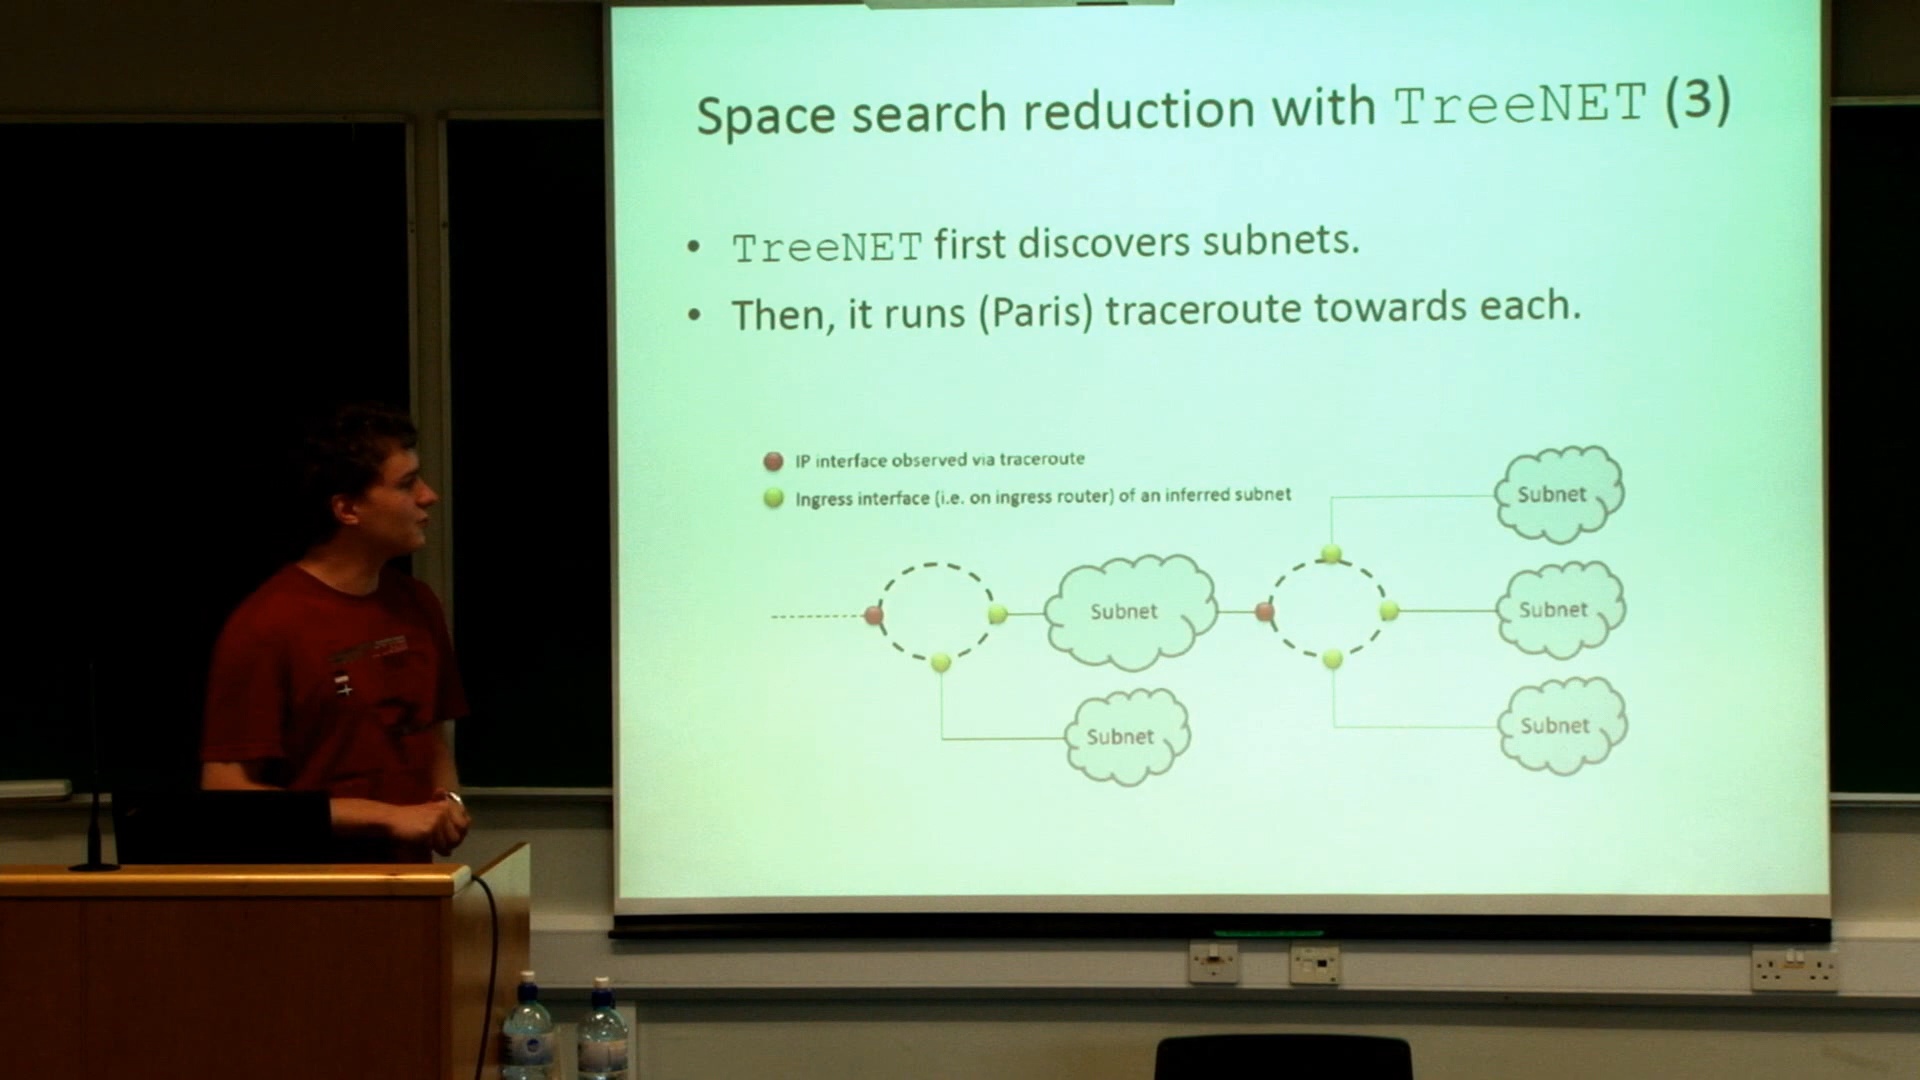 Space search reduction with TreeNET (3)
• TreeNET first discovers subnets.
• Then, it runs (Paris) traceroute towards each.
IP interface observed via traceroute
Ingress interface (i.e. on ingress router) of an inferred subnet
Subnet
Subnet
Subnet
Subnet
Subnet